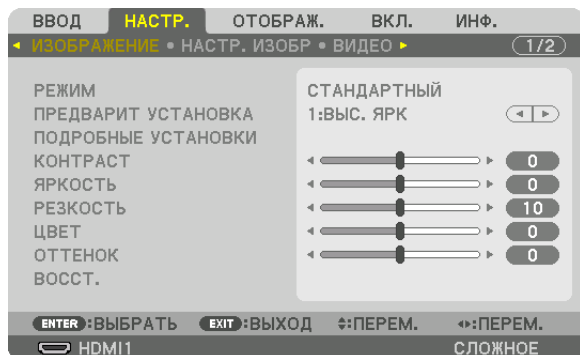 ВВОД НАСТР. ОТОБРАЖ. ВКЛ. ИНФ.
ИЗОБРАЖЕНИЕ • НАСТР. ИЗОБР • ВИДЕО 1/2
РЕЖИМ СТАНДАРТНЫЙ
ПРЕДВАРИТ УСТАНОВКА 1:ВЫС. ЯРК
ПОДРОБНЫЕ УСТАНОВКИ
КОНТРАСТ 0
ЯРКОСТЬ 0
РЕЗКОСТЬ 10
ЦВЕТ 0
ОТТЕНОК 0
ВОССТ.
ENTER :ВЫБРАТЬ EXIT :ВЫХОД :ПЕРЕМ. :ПЕРЕМ.
HDMI1 СЛОЖНОЕ